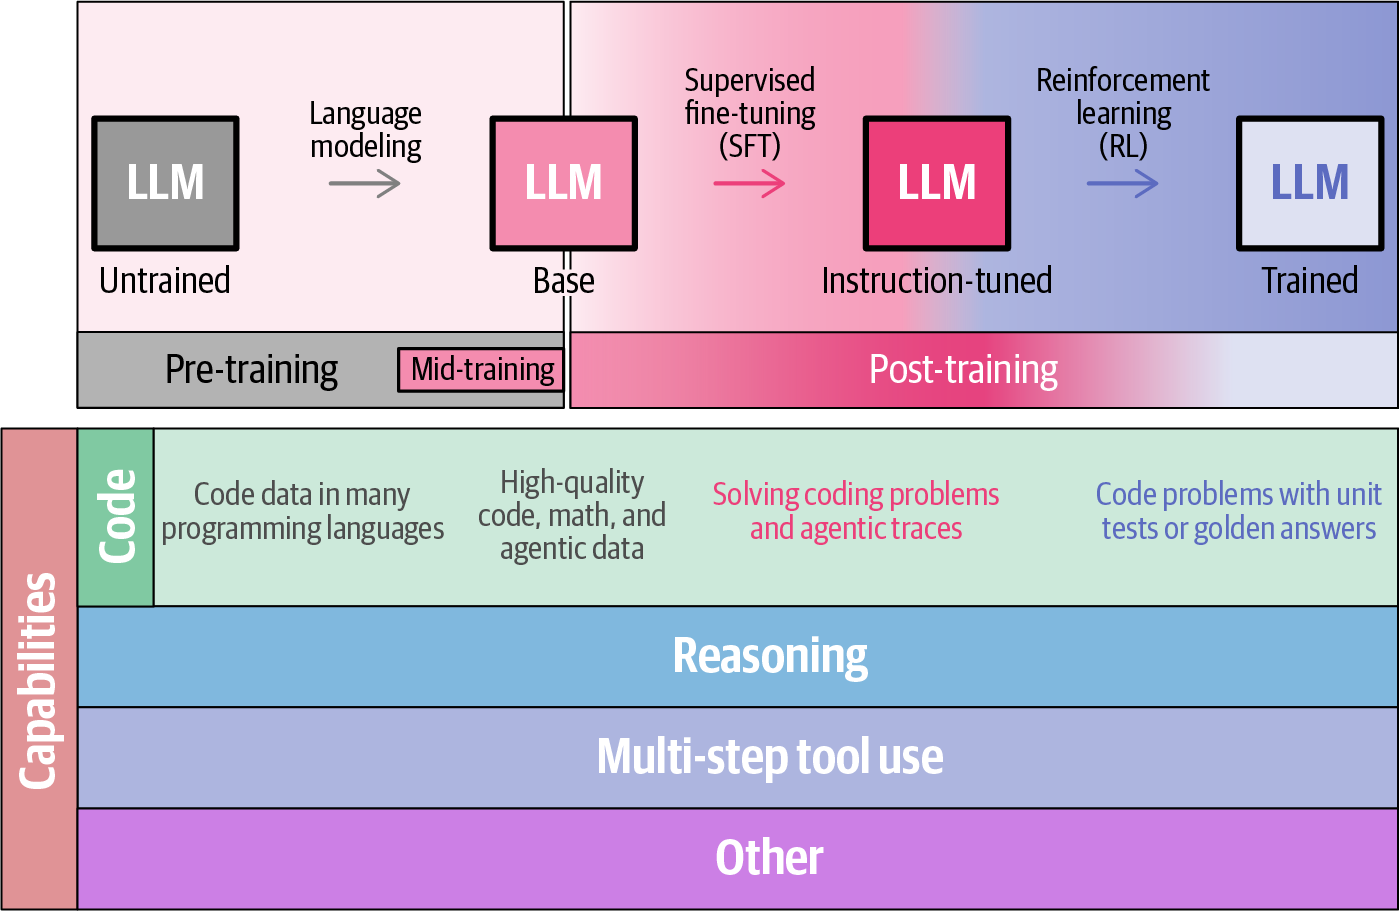 Language
modeling
Supervised
fine-tuning
(SFT)
Reinforcement
learning
(RL)
LLM
LLM
LLM
LLM
Untrained
Base
Instruction-tuned
Trained
Pre-training
Mid-training
Post-training
Capabilities
Code
Code data in many
programming languages
High-quality
code, math, and
agentic data
Solving coding problems
and agentic traces
Code problems with unit
tests or golden answers
Reasoning
Multi-step tool use
Other